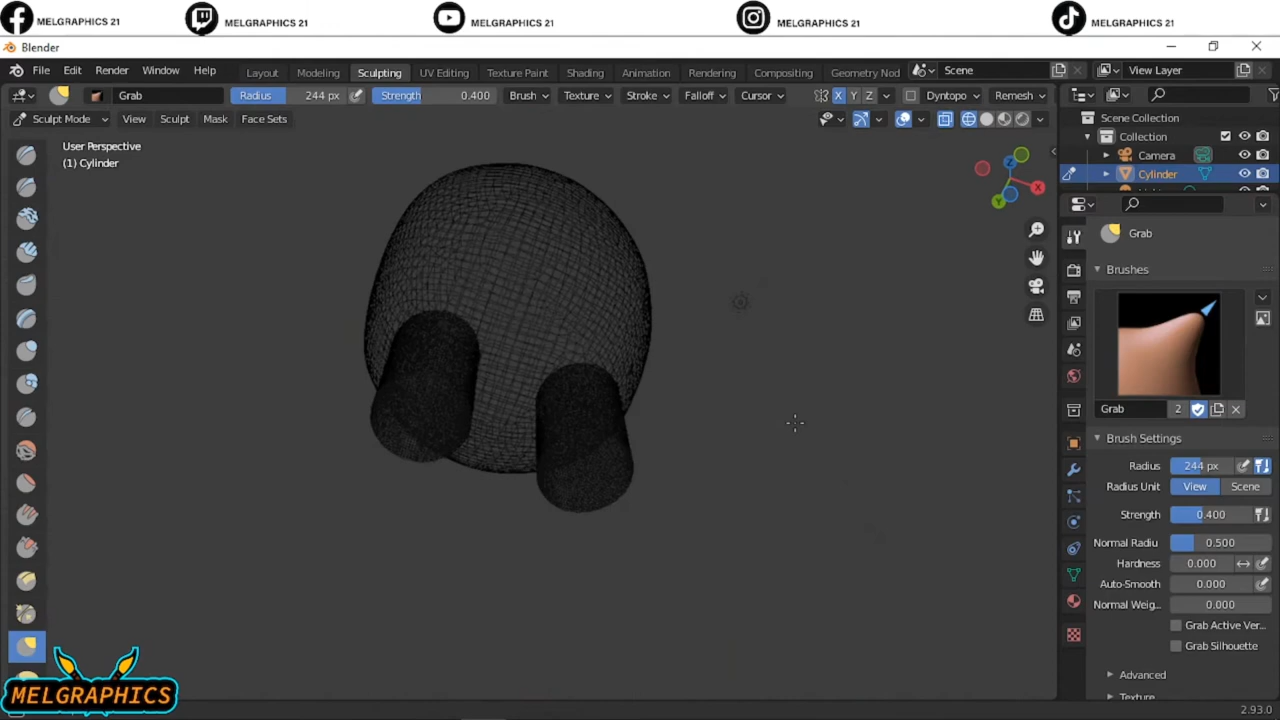 MELGRAPHICS 21 MELGRAPHICS 21 MELGRAPHICS 21 MELGRAPHICS 21 MELGRAPHICS 21
Blender
File Edit Render Window Help Layout Modeling Sculpting UV Editing Texture Paint Shading Animation Rendering Compositing Geometry Nod Scene View Layer
Grab Radius 244 px Strength 0.400 Brush Texture Stroke Falloff Cursor X Y Z Dyntopo Remesh
Sculpt Mode View Sculpt Mask Face Sets
Scene Collection
Collection
Camera
Cylinder
User Perspective
(1) Cylinder
Z
X
Y
Grab
Brushes
Grab 2
Brush Settings
Radius 244 px
Radius Unit View Scene
Strength 0.400
Normal Radiu 0.500
Hardness 0.000
Auto-Smooth 0.000
Normal Weig... 0.000
Grab Active Ver...
Grab Silhouette
Advanced
Texture
MELGRAPHICS
2.93.0